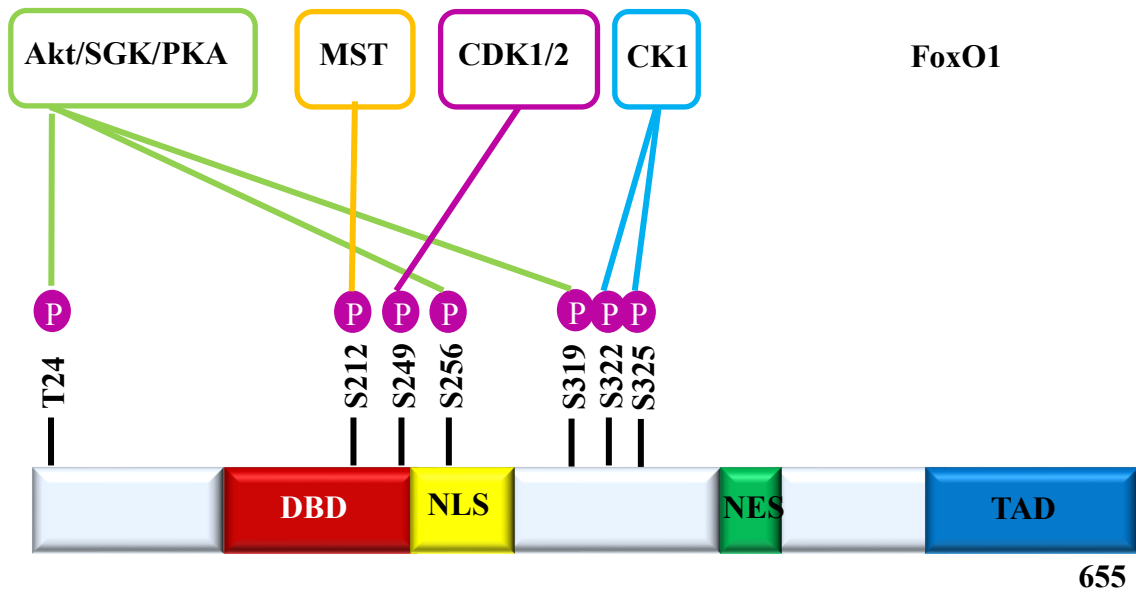 Akt/SGK/PKA
MST
CDK1/2
CK1
FoxO1
P
P
P
P
P
P
P
T24
S212
S249
S256
S319
S322
S325
DBD
NLS
NES
TAD
655